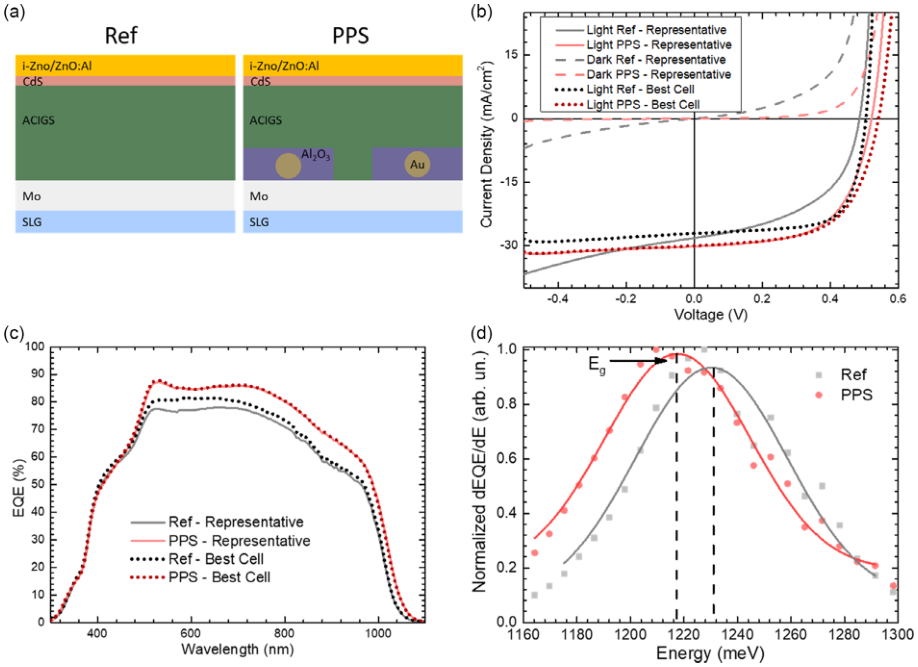 (a)
Ref
PPS
i-Zno/ZnO:Al
CdS
ACIGS
Mo
SLG
i-Zno/ZnO:Al
CdS
ACIGS
Al2O3
Au
Mo
SLG
(b)
Light Ref - Representative
Light PPS - Representative
Dark Ref - Representative
Dark PPS - Representative
Light Ref - Best Cell
Light PPS - Best Cell
Current Density (mA/cm²)
15
0
-15
-30
-0.4
-0.2
0.0
0.2
0.4
0.6
Voltage (V)
(c)
EQE (%)
100
90
80
70
60
50
40
30
20
10
0
Ref - Representative
PPS - Representative
Ref - Best Cell
PPS - Best Cell
400
600
800
1000
Wavelength (nm)
(d)
Normalized dEQE/dE (arb. un.)
1.0
0.8
0.6
0.4
0.2
0.0
Eg
Ref
PPS
1160
1180
1200
1220
1240
1260
1280
1300
Energy (meV)